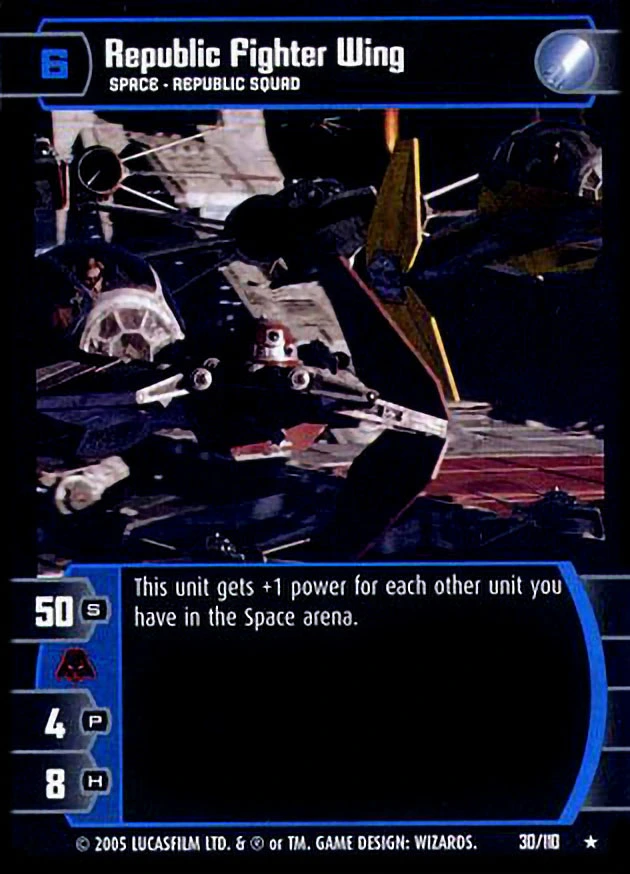 6
Republic Fighter Wing
SPACE - REPUBLIC SQUAD
This unit gets +1 power for each other unit you
have in the Space arena.
50 S
4 P
8 H
© 2005 LUCASFILM LTD. & ® or TM. GAME DESIGN: WIZARDS. 30/110 ★